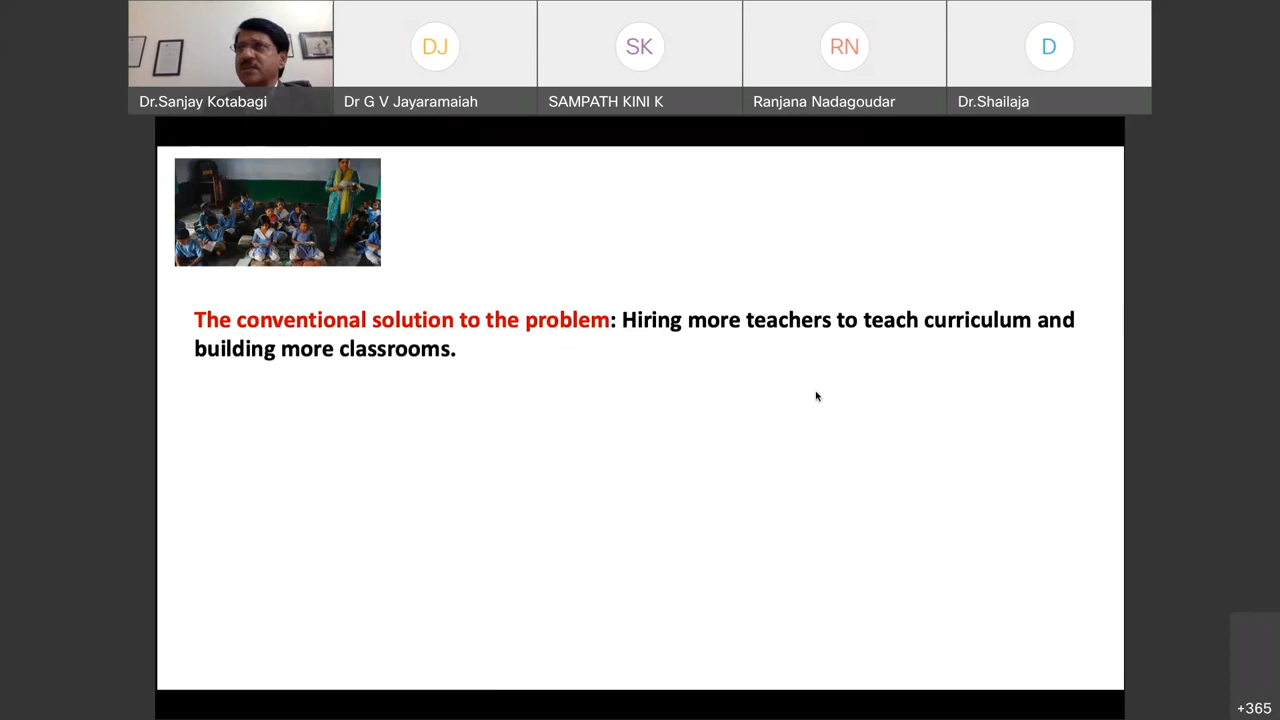 DJ
SK
RN
D
Dr.Sanjay Kotabagi
Dr G V Jayaramaiah
SAMPATH KINI K
Ranjana Nadagoudar
Dr.Shailaja
The conventional solution to the problem: Hiring more teachers to teach curriculum and
building more classrooms.
+365